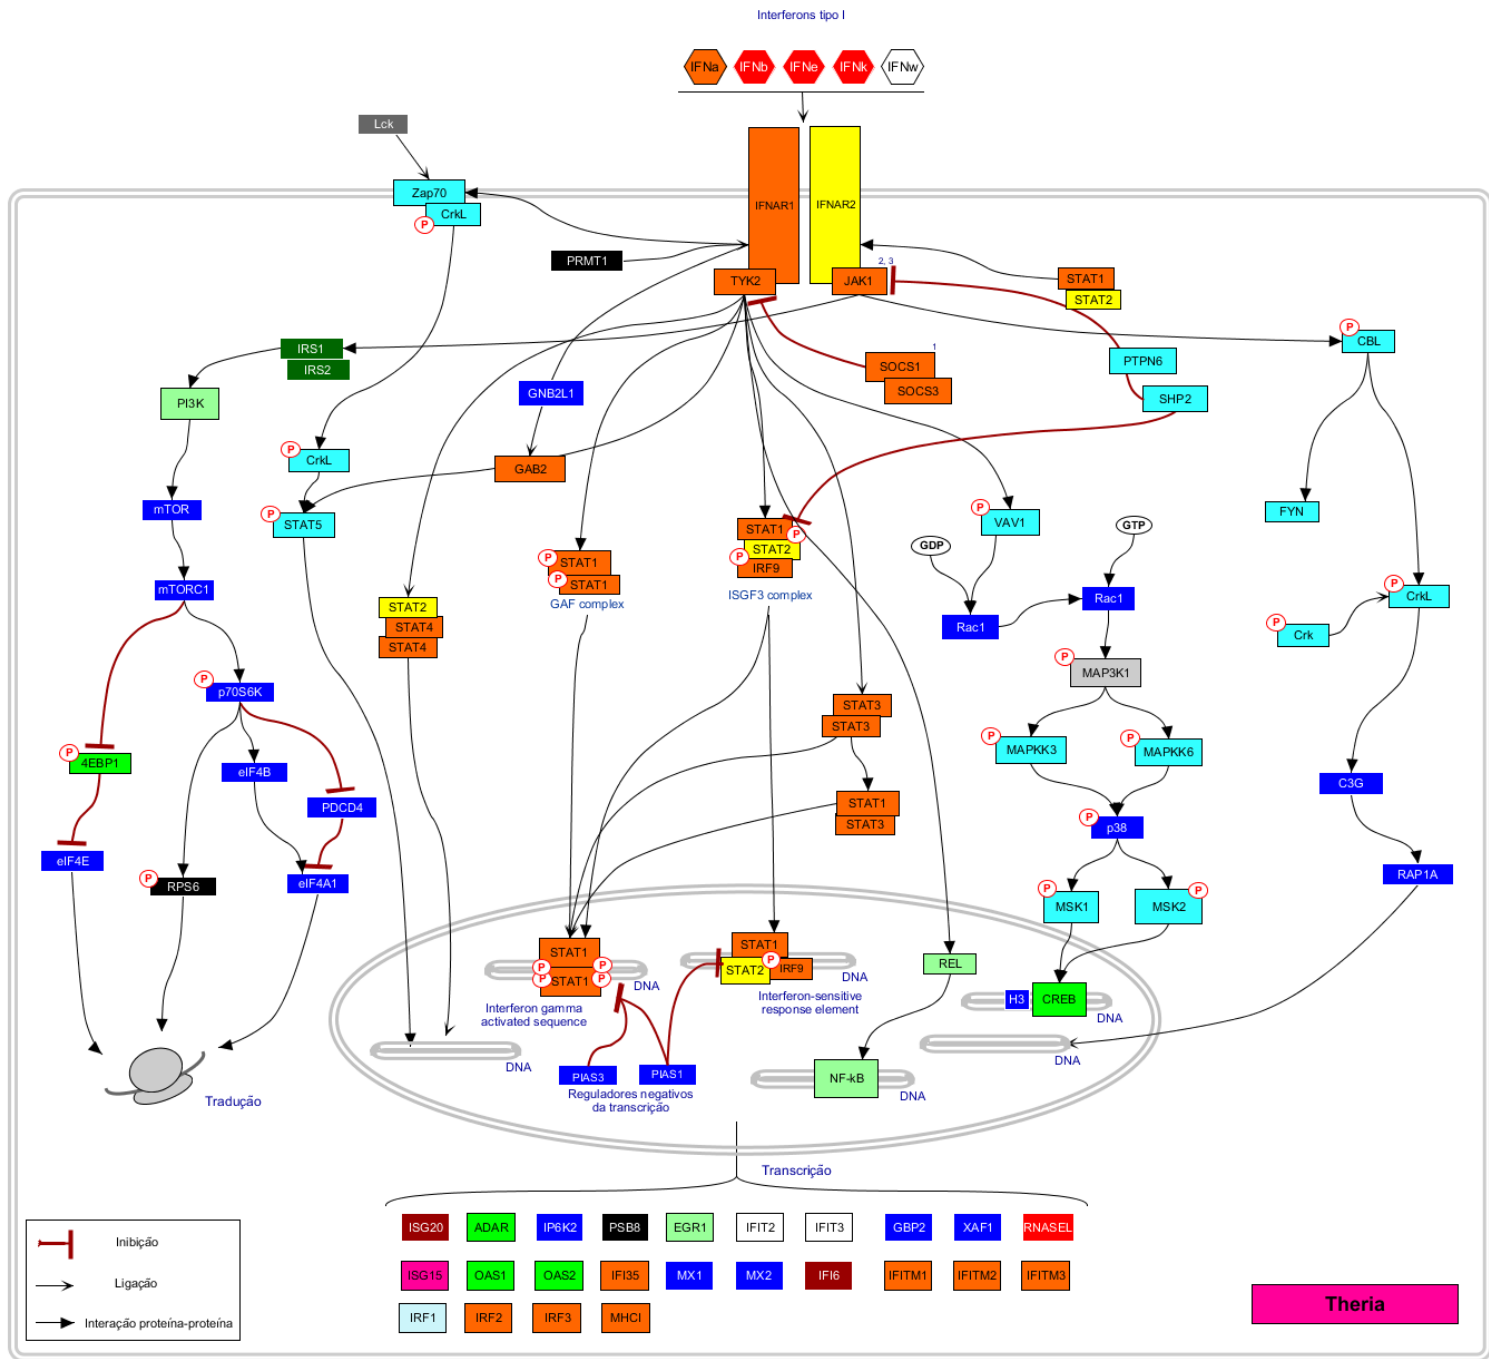 Interferons tipo I
IFNa IFNb IFNe IFNk IFNw
Lck
Zap70
CrkL
P
IFNAR1
IFNAR2
PRMT1
TYK2
JAK1
2, 3
STAT1
STAT2
IRS1
IRS2
SOCS1
1
SOCS3
PTPN6
SHP2
P
CBL
PI3K
GNB2L1
P
CrkL
GAB2
mTOR
P
STAT5
STAT1
P
STAT2
P
IRF9
ISGF3 complex
P
VAV1
GDP
GTP
FYN
mTORC1
P
STAT1
P
STAT1
GAF complex
STAT2
STAT4
STAT4
Rac1
Rac1
P
CrkL
P
Crk
P
p70S6K
P
MAP3K1
STAT3
STAT3
P
MAPKK3
P
MAPKK6
P
4EBP1
eIF4B
PDCD4
STAT1
STAT3
C3G
P
p38
eIF4E
P
RPS6
eIF4A1
RAP1A
P
MSK1
P
MSK2
STAT1
P
P
P
STAT1
P
DNA
Interferon gamma
activated sequence
STAT1
STAT2
P
IRF9
DNA
Interferon-sensitive
response element
REL
H3
CREB
DNA
DNA
PIAS3
PIAS1
Reguladores negativos
da transcrição
NF-kB
DNA
DNA
Tradução
Transcrição
ISG20 ADAR IP6K2 PSB8 EGR1 IFIT2 IFIT3 GBP2 XAF1 RNASEL
ISG15 OAS1 OAS2 IFI35 MX1 MX2 IFI6 IFITM1 IFITM2 IFITM3
IRF1 IRF2 IRF3 MHCI
Inibição
Ligação
Interação proteína-proteína
Theria